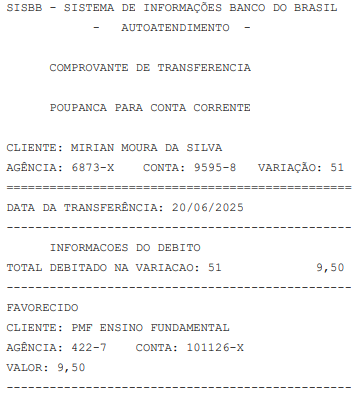 SISBB - SISTEMA DE INFORMAÇÕES BANCO DO BRASIL
- AUTOATENDIMENTO -
COMPROVANTE DE TRANSFERENCIA
POUPANCA PARA CONTA CORRENTE
CLIENTE: MIRIAN MOURA DA SILVA
AGÊNCIA: 6873-X CONTA: 9595-8 VARIAÇÃO: 51
================================================
DATA DA TRANSFERÊNCIA: 20/06/2025
------------------------------------------------
INFORMACOES DO DEBITO
TOTAL DEBITADO NA VARIACAO: 51 9,50
------------------------------------------------
FAVORECIDO
CLIENTE: PMF ENSINO FUNDAMENTAL
AGÊNCIA: 422-7 CONTA: 101126-X
VALOR: 9,50
------------------------------------------------